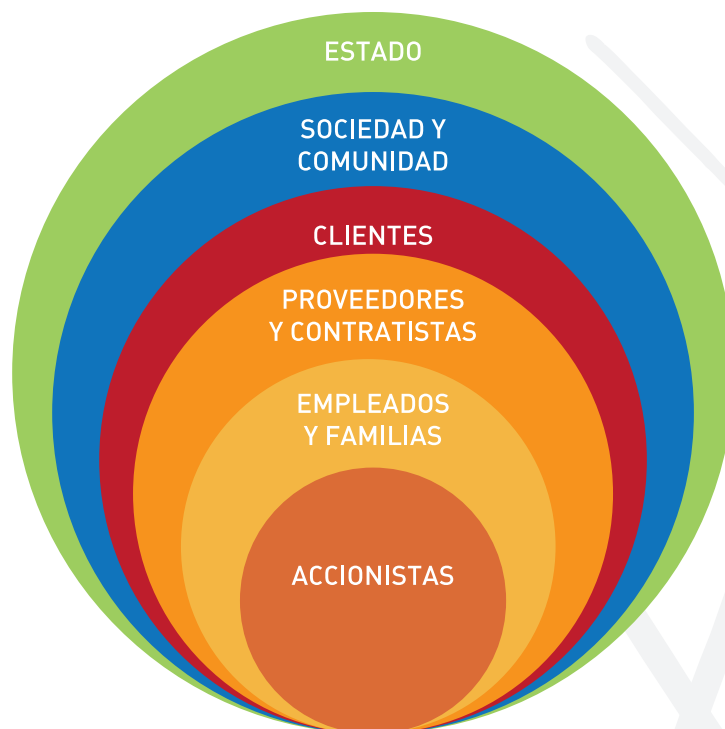 ESTADO
SOCIEDAD Y
COMUNIDAD
CLIENTES
PROVEEDORES
Y CONTRATISTAS
EMPLEADOS
Y FAMILIAS
ACCIONISTAS